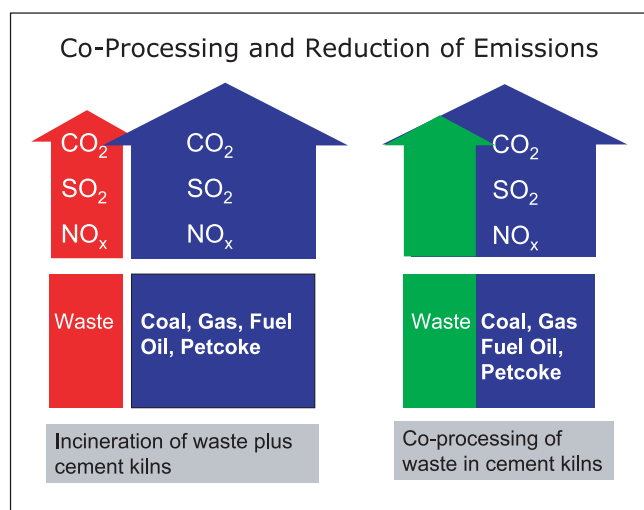 Co-Processing and Reduction of Emissions
CO₂
SO₂
NOₓ
CO₂
SO₂
NOₓ
Waste
Coal, Gas, Fuel
Oil, Petcoke
Incineration of waste plus
cement kilns
CO₂
SO₂
NOₓ
Waste
Coal, Gas
Fuel Oil,
Petcoke
Co-processing of
waste in cement kilns